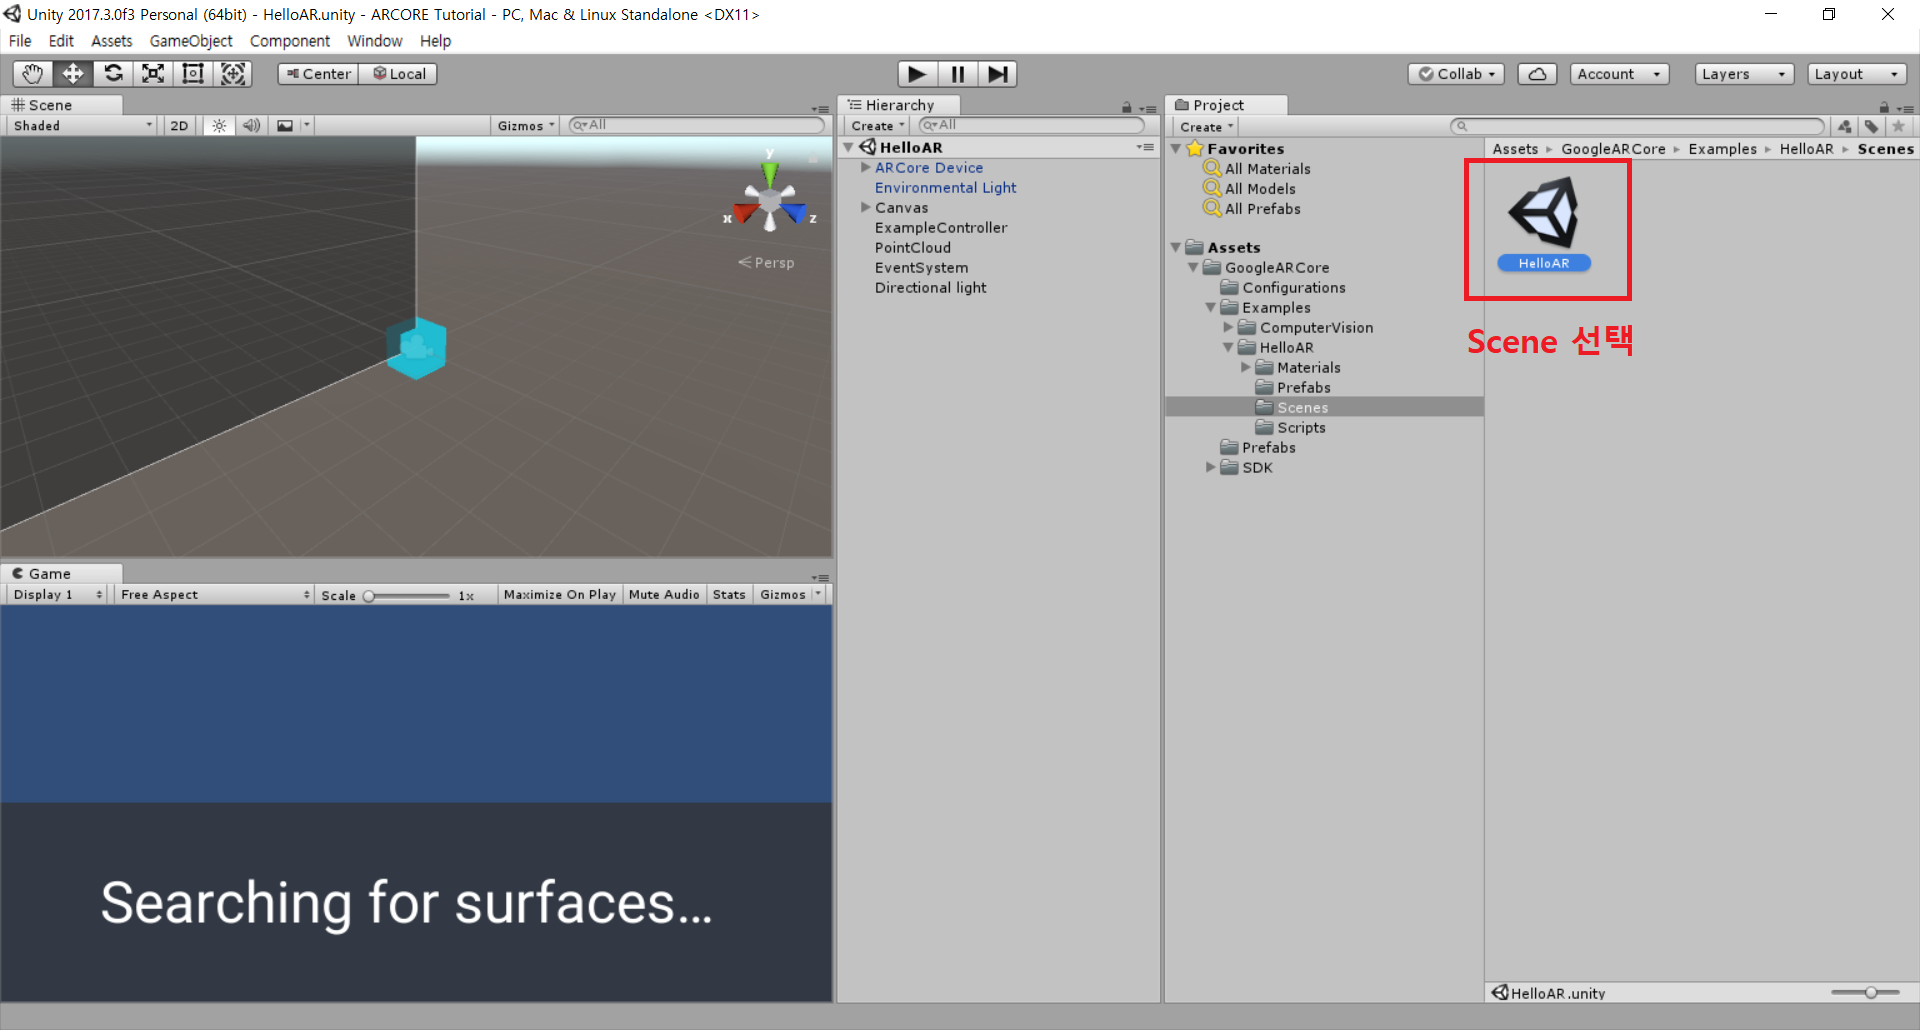 Unity 2017.3.0f3 Personal (64bit) - HelloAR.unity - ARCORE Tutorial - PC, Mac & Linux Standalone <DX11>
File Edit Assets GameObject Component Window Help
Center Local Collab Account Layers Layout
Scene
Shaded 2D Gizmos All
y
x z
Persp
Game
Display 1 Free Aspect Scale 1x Maximize On Play Mute Audio Stats Gizmos
Searching for surfaces...
Hierarchy
Create All
HelloAR
ARCore Device
Environmental Light
Canvas
ExampleController
PointCloud
EventSystem
Directional light
Project
Create
Favorites
All Materials
All Models
All Prefabs
Assets
GoogleARCore
Configurations
Examples
ComputerVision
HelloAR
Materials
Prefabs
Scenes
Scripts
Prefabs
SDK
Assets GoogleARCore Examples HelloAR Scenes
HelloAR
Scene 선택
HelloAR.unity